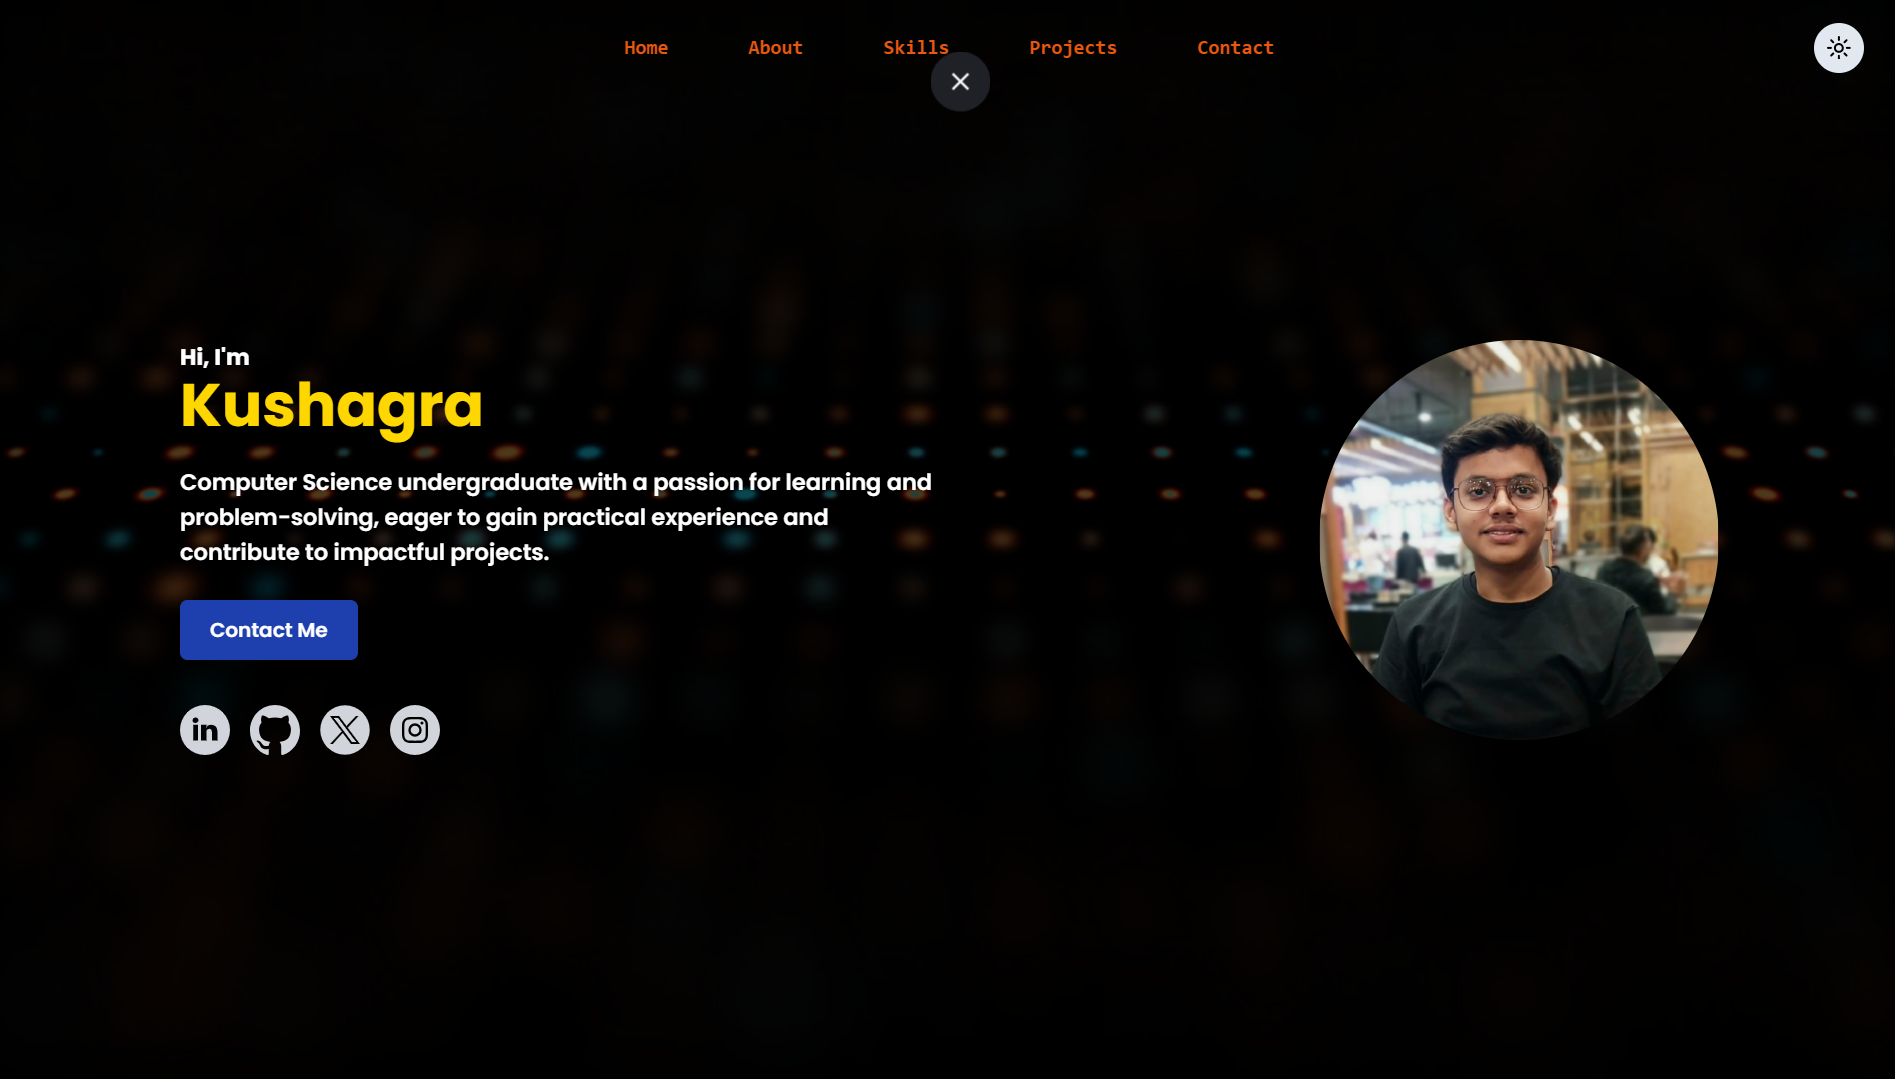 Home About Skills Projects Contact
Hi, I'm
Kushagra
Computer Science undergraduate with a passion for learning and
problem-solving, eager to gain practical experience and
contribute to impactful projects.
Contact Me